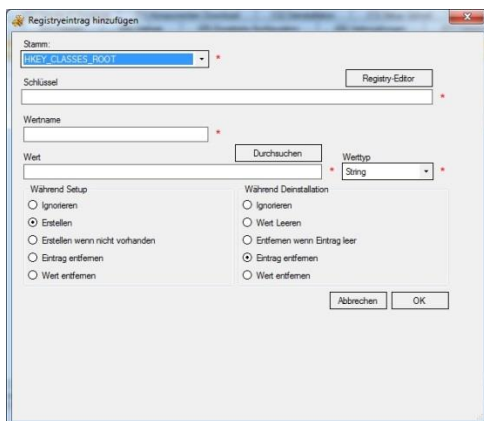 Registryeintrag hinzufügen
Stamm:
HKEY_CLASSES_ROOT *
Schlüssel
Registry-Editor
*
Wertname
*
Wert
Durchsuchen
Werttyp
* String *
Während Setup
Ignorieren
Erstellen
Erstellen wenn nicht vorhanden
Eintrag entfernen
Wert entfernen
Während Deinstallation
Ignorieren
Wert Leeren
Entfernen wenn Eintrag leer
Eintrag entfernen
Wert entfernen
Abbrechen
OK